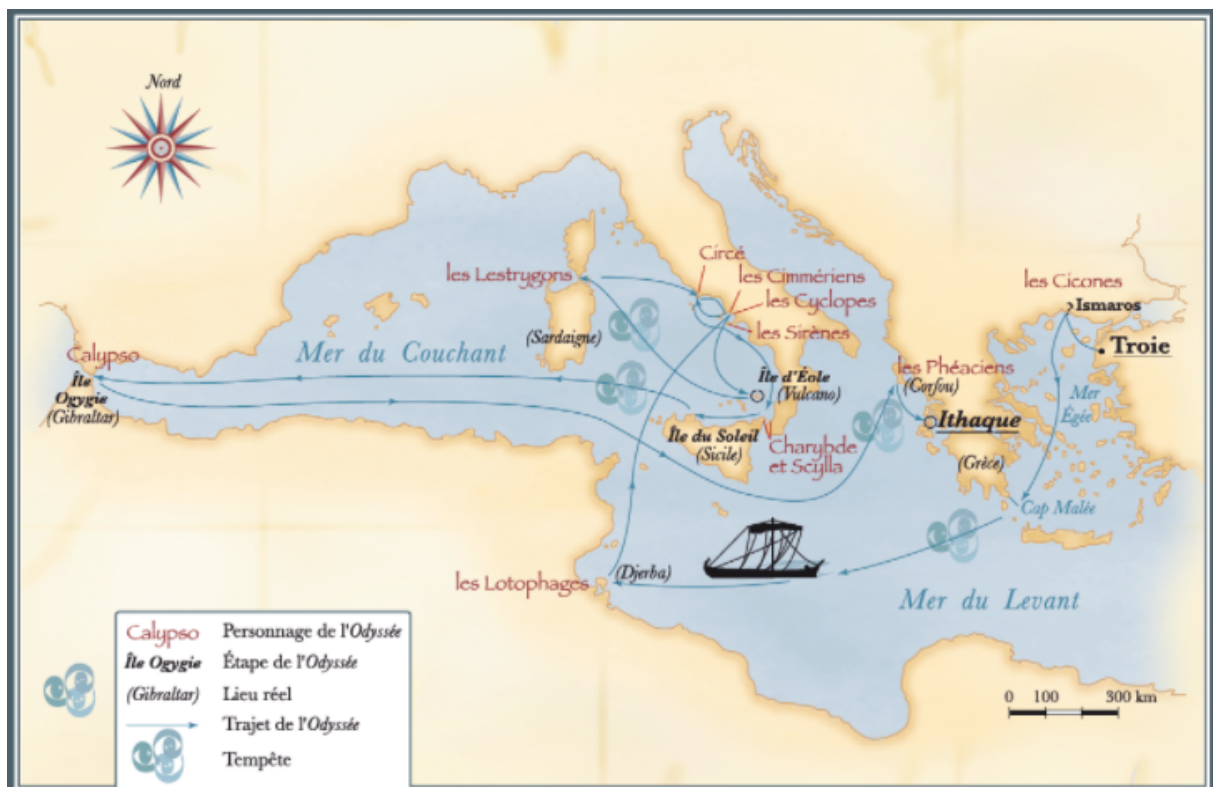 Nord
Circé
les Lestrygons
les Cimmériens
les Cyclopes
les Sirènes
les Cicones
Ismaros
Troie
(Sardaigne)
Mer du Couchant
Calypso
Île
Ogygie
(Gibraltar)
Île d'Éole
(Vulcano)
les Phéaciens
(Corfou)
Ithaque
Mer
Égée
Île du Soleil
(Sicile)
Charybde
et Scylla
(Grèce)
Cap Malée
les Lotophages
(Djerba)
Mer du Levant
Calypso Personnage de l'Odyssée
Île Ogygie Étape de l'Odyssée
(Gibraltar) Lieu réel
Trajet de l'Odyssée
Tempête
0 100 300 km